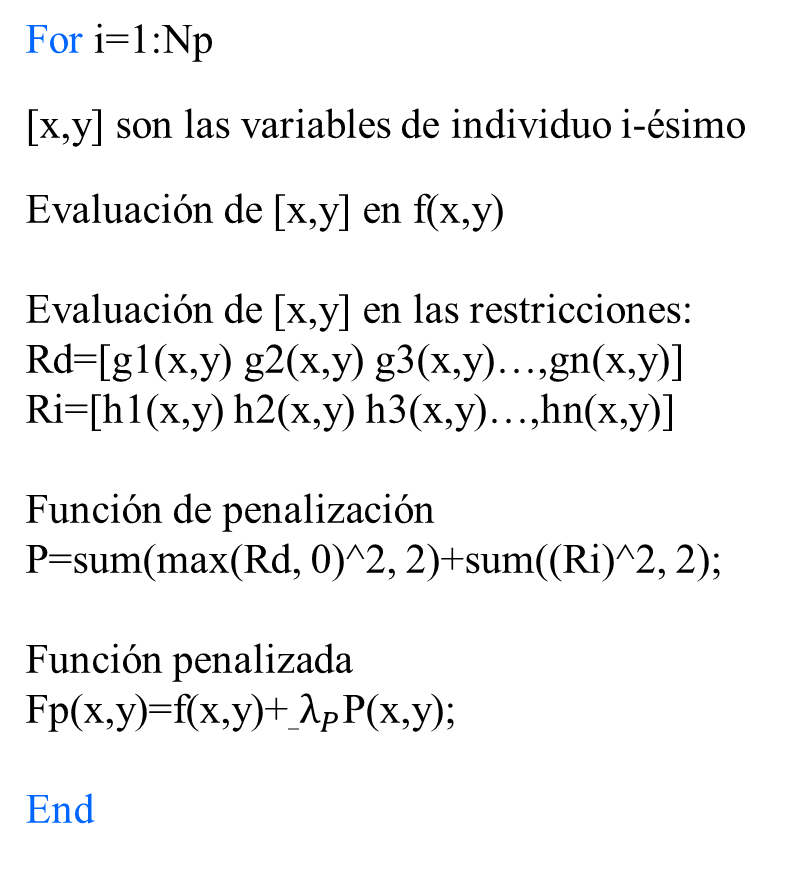 For i=1:Np
[x,y] son las variables de individuo i-ésimo
Evaluación de [x,y] en f(x,y)
Evaluación de [x,y] en las restricciones:
Rd=[g1(x,y) g2(x,y) g3(x,y)…,gn(x,y)]
Ri=[h1(x,y) h2(x,y) h3(x,y)…,hn(x,y)]
Función de penalización
P=sum(max(Rd, 0)^2, 2)+sum((Ri)^2, 2);
Función penalizada
Fp(x,y)=f(x,y)+_λ_P P(x,y);
End